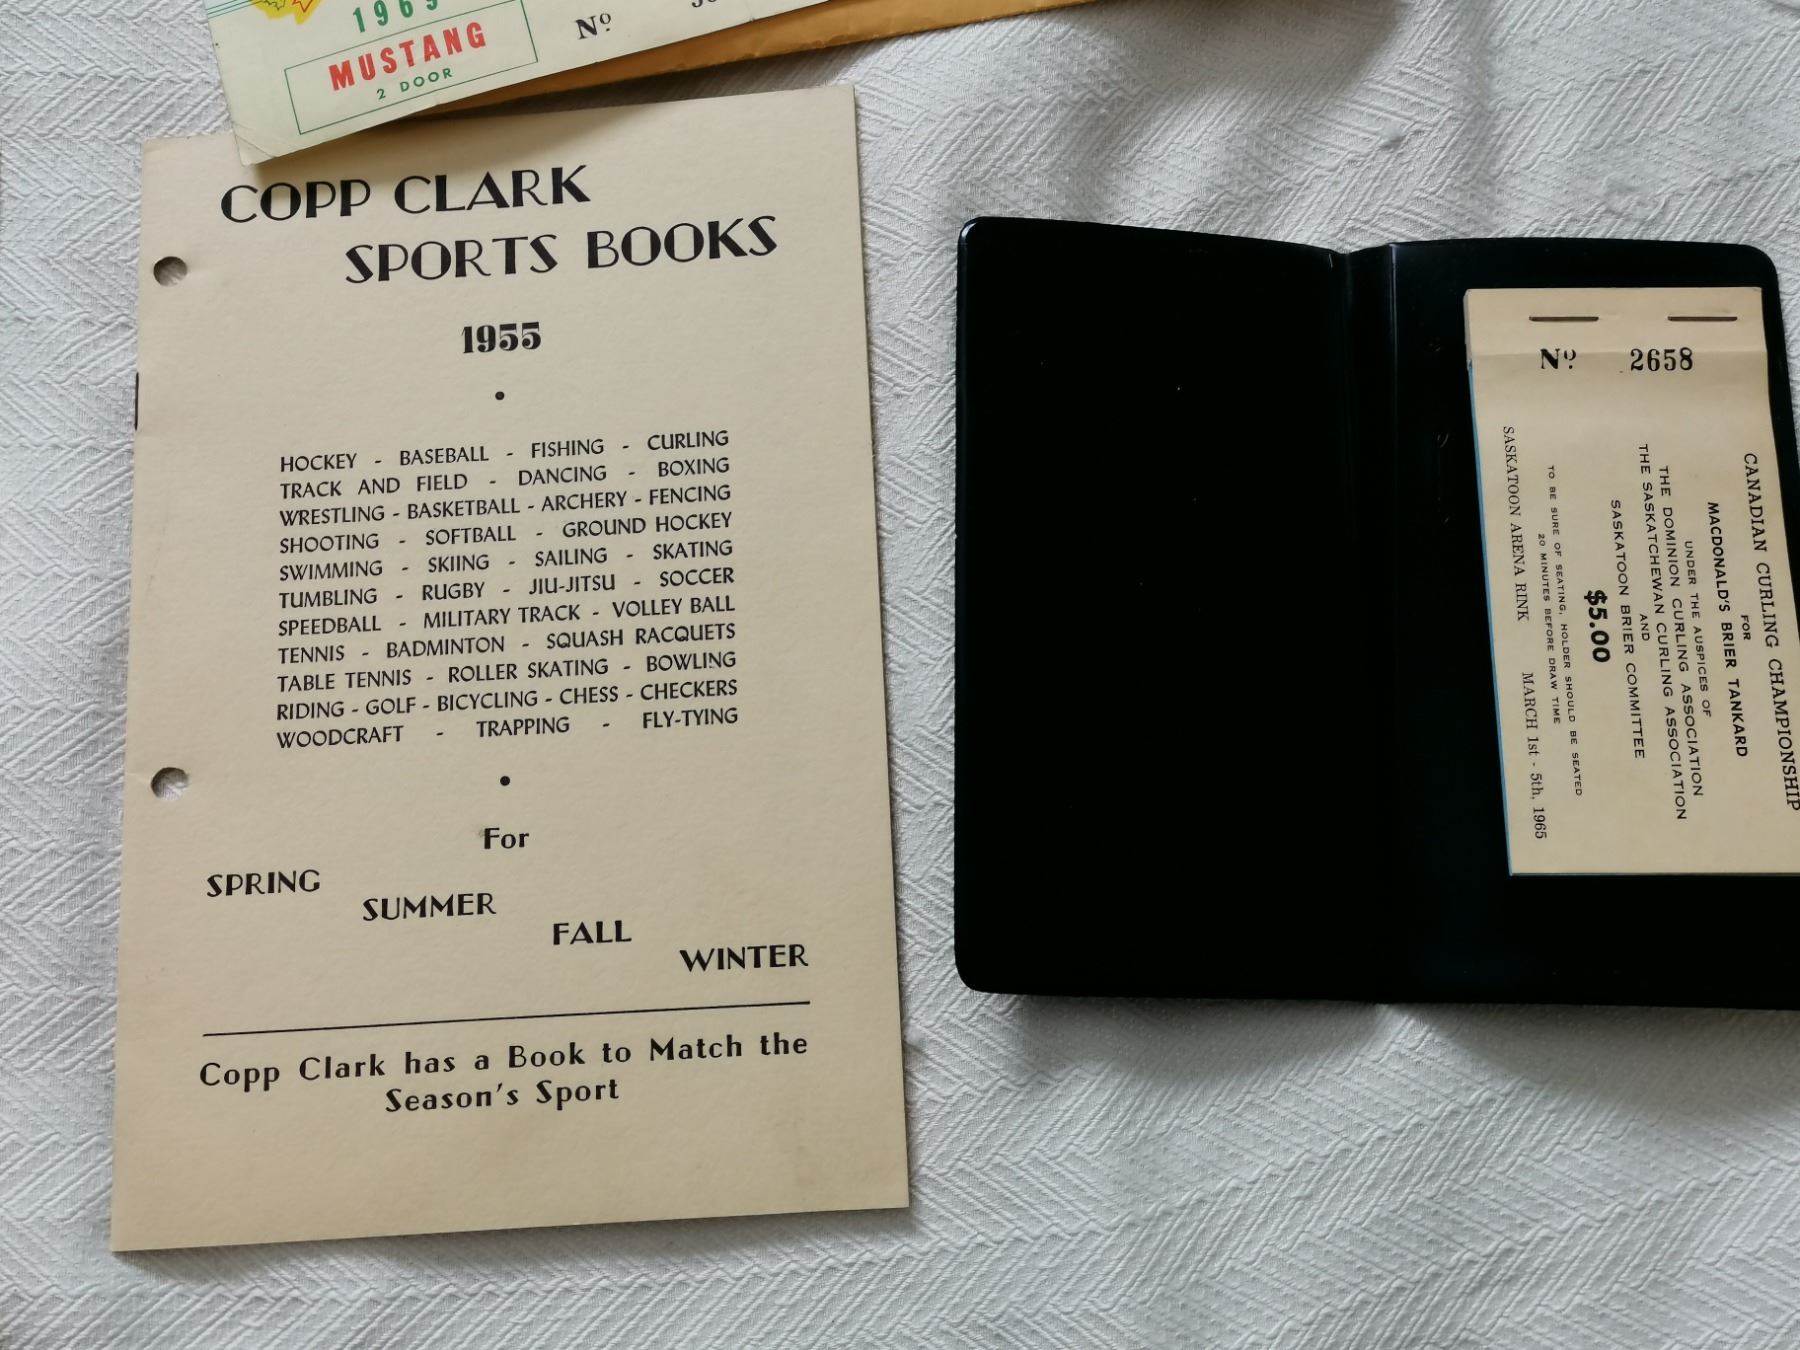 1969
MUSTANG
2 DOOR
Nº
COPP CLARK
SPORTS BOOKS
1955
HOCKEY - BASEBALL - FISHING - CURLING
TRACK AND FIELD - DANCING - BOXING
WRESTLING - BASKETBALL - ARCHERY - FENCING
SHOOTING - SOFTBALL - GROUND HOCKEY
SWIMMING - SKIING - SAILING - SKATING
TUMBLING - RUGBY - JIU-JITSU - SOCCER
SPEEDBALL - MILITARY TRACK - VOLLEY BALL
TENNIS - BADMINTON - SQUASH RACQUETS
TABLE TENNIS - ROLLER SKATING - BOWLING
RIDING - GOLF - BICYCLING - CHESS - CHECKERS
WOODCRAFT - TRAPPING - FLY-TYING
For
SPRING
SUMMER
FALL
WINTER
Copp Clark has a Book to Match the
Season's Sport
Nº 2658
CANADIAN CURLING CHAMPIONSHIP
FOR
MACDONALD'S BRIER TANKARD
UNDER THE AUSPICES OF
THE DOMINION CURLING ASSOCIATION
THE SASKATCHEWAN CURLING ASSOCIATION
AND
SASKATOON BRIER COMMITTEE
$5.00
TO BE SURE OF SEATING, HOLDER SHOULD BE SEATED
20 MINUTES BEFORE DRAW TIME
SASKATOON ARENA RINK MARCH 1st - 5th, 1965